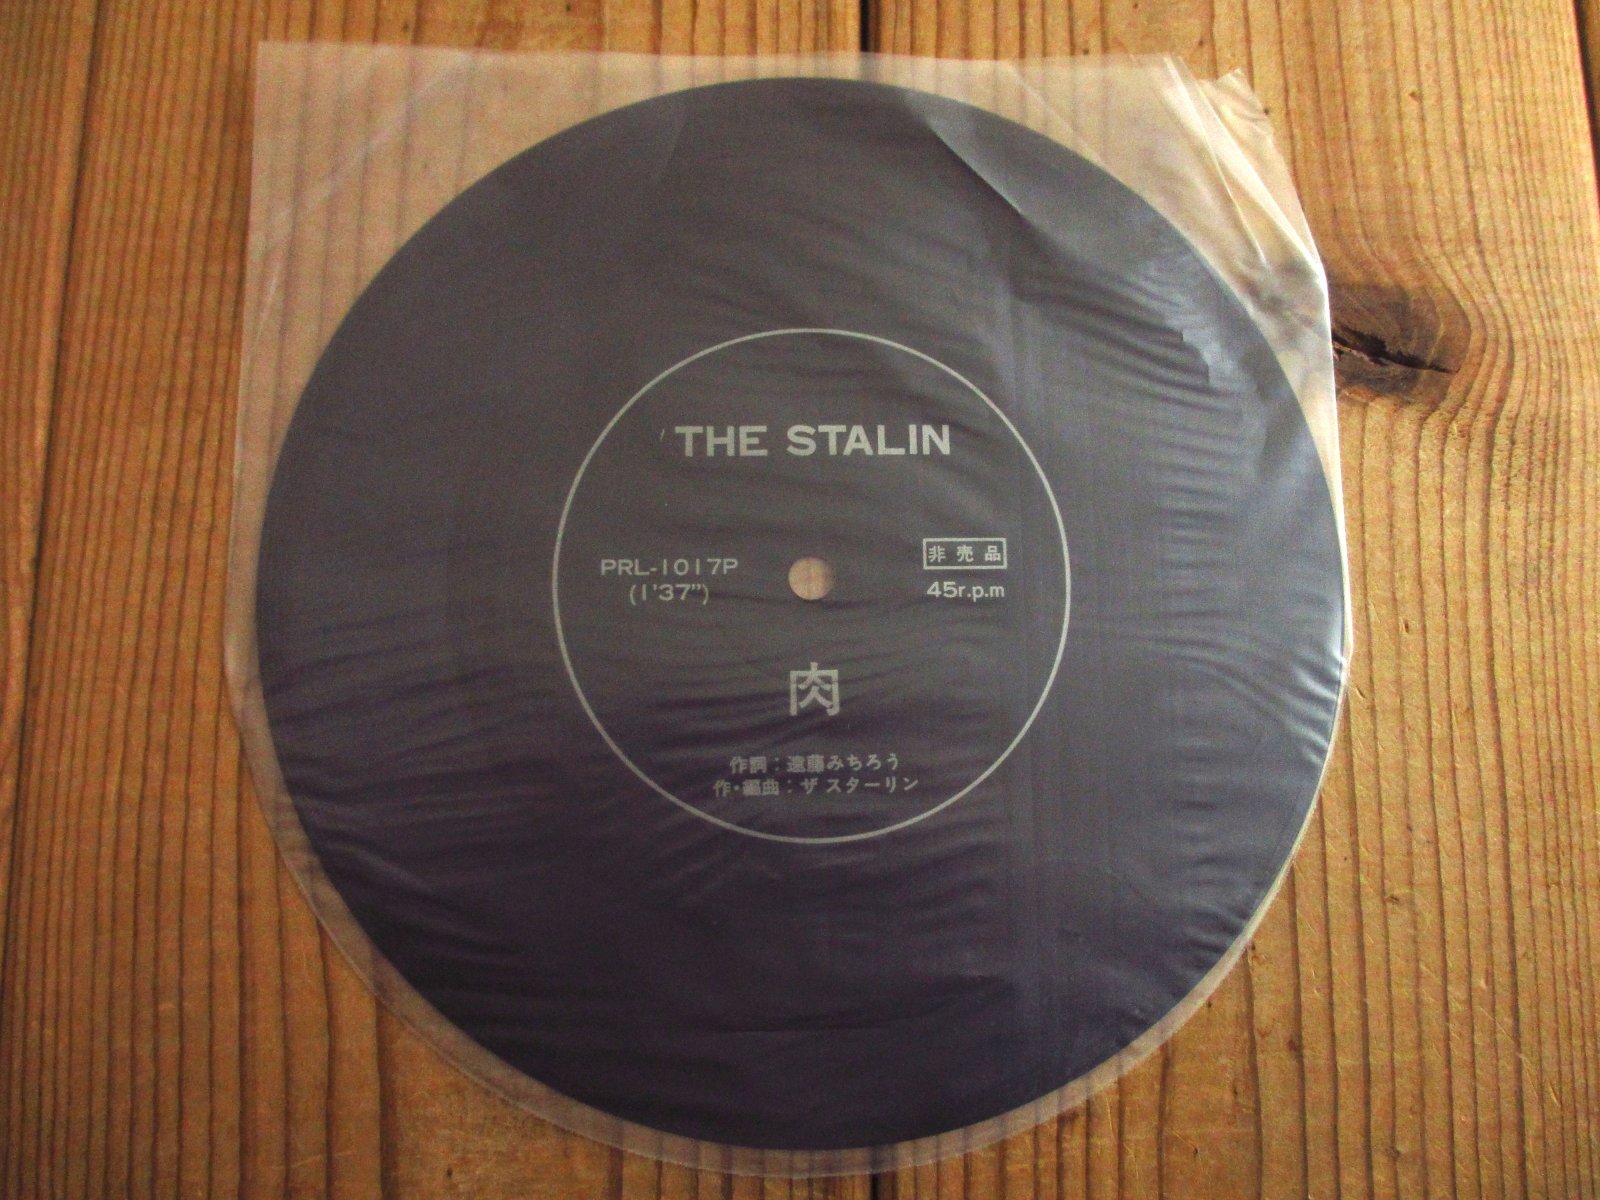 THE STALIN
PRL-1017P
(1'37")
非売品
45r.p.m
肉
作詞：遠藤みちろう
作・編曲：ザ スターリン